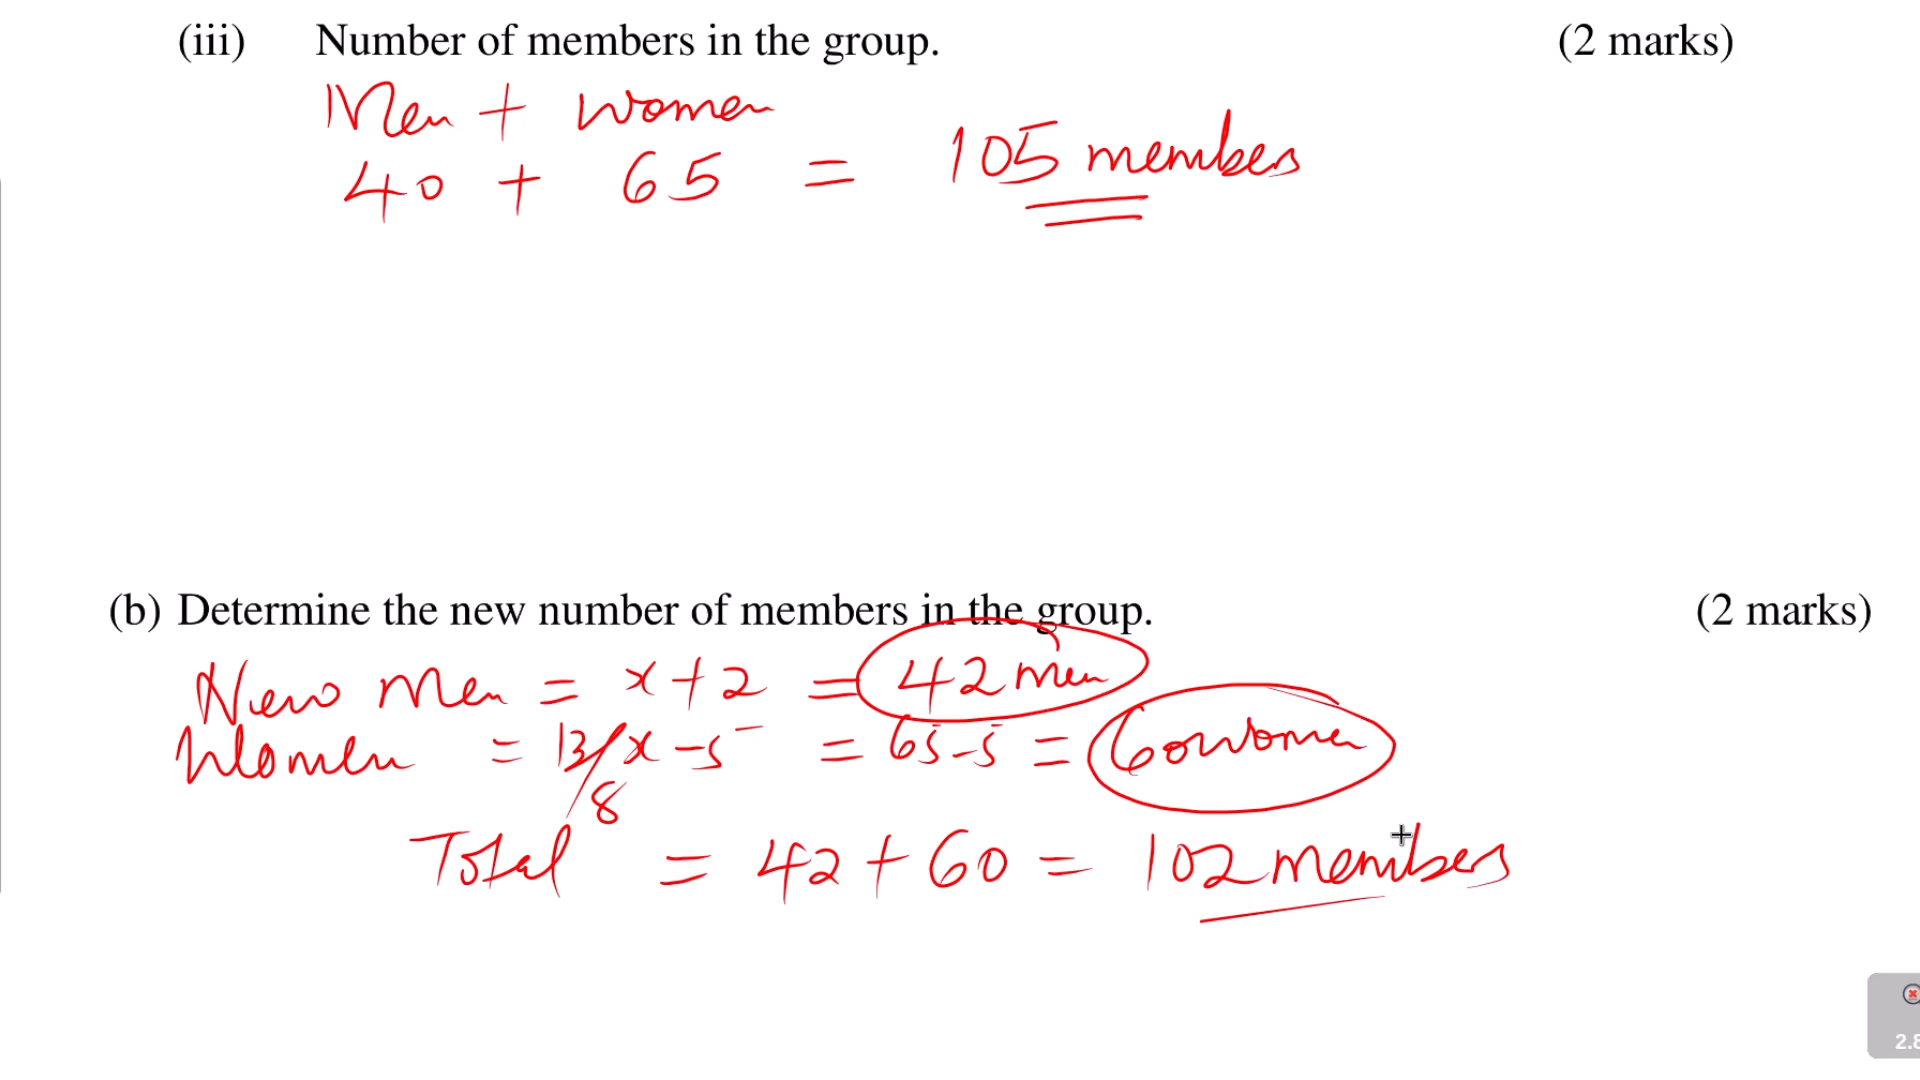 (iii) Number of members in the group. (2 marks)
Men + women
40 + 65 = 105 members
(b) Determine the new number of members in the group. (2 marks)
New men = x + 2 = 42 men
Women = 13/8 x - 5 = 65 - 5 = 60 women
Total = 42 + 60 = 102 members
2.8